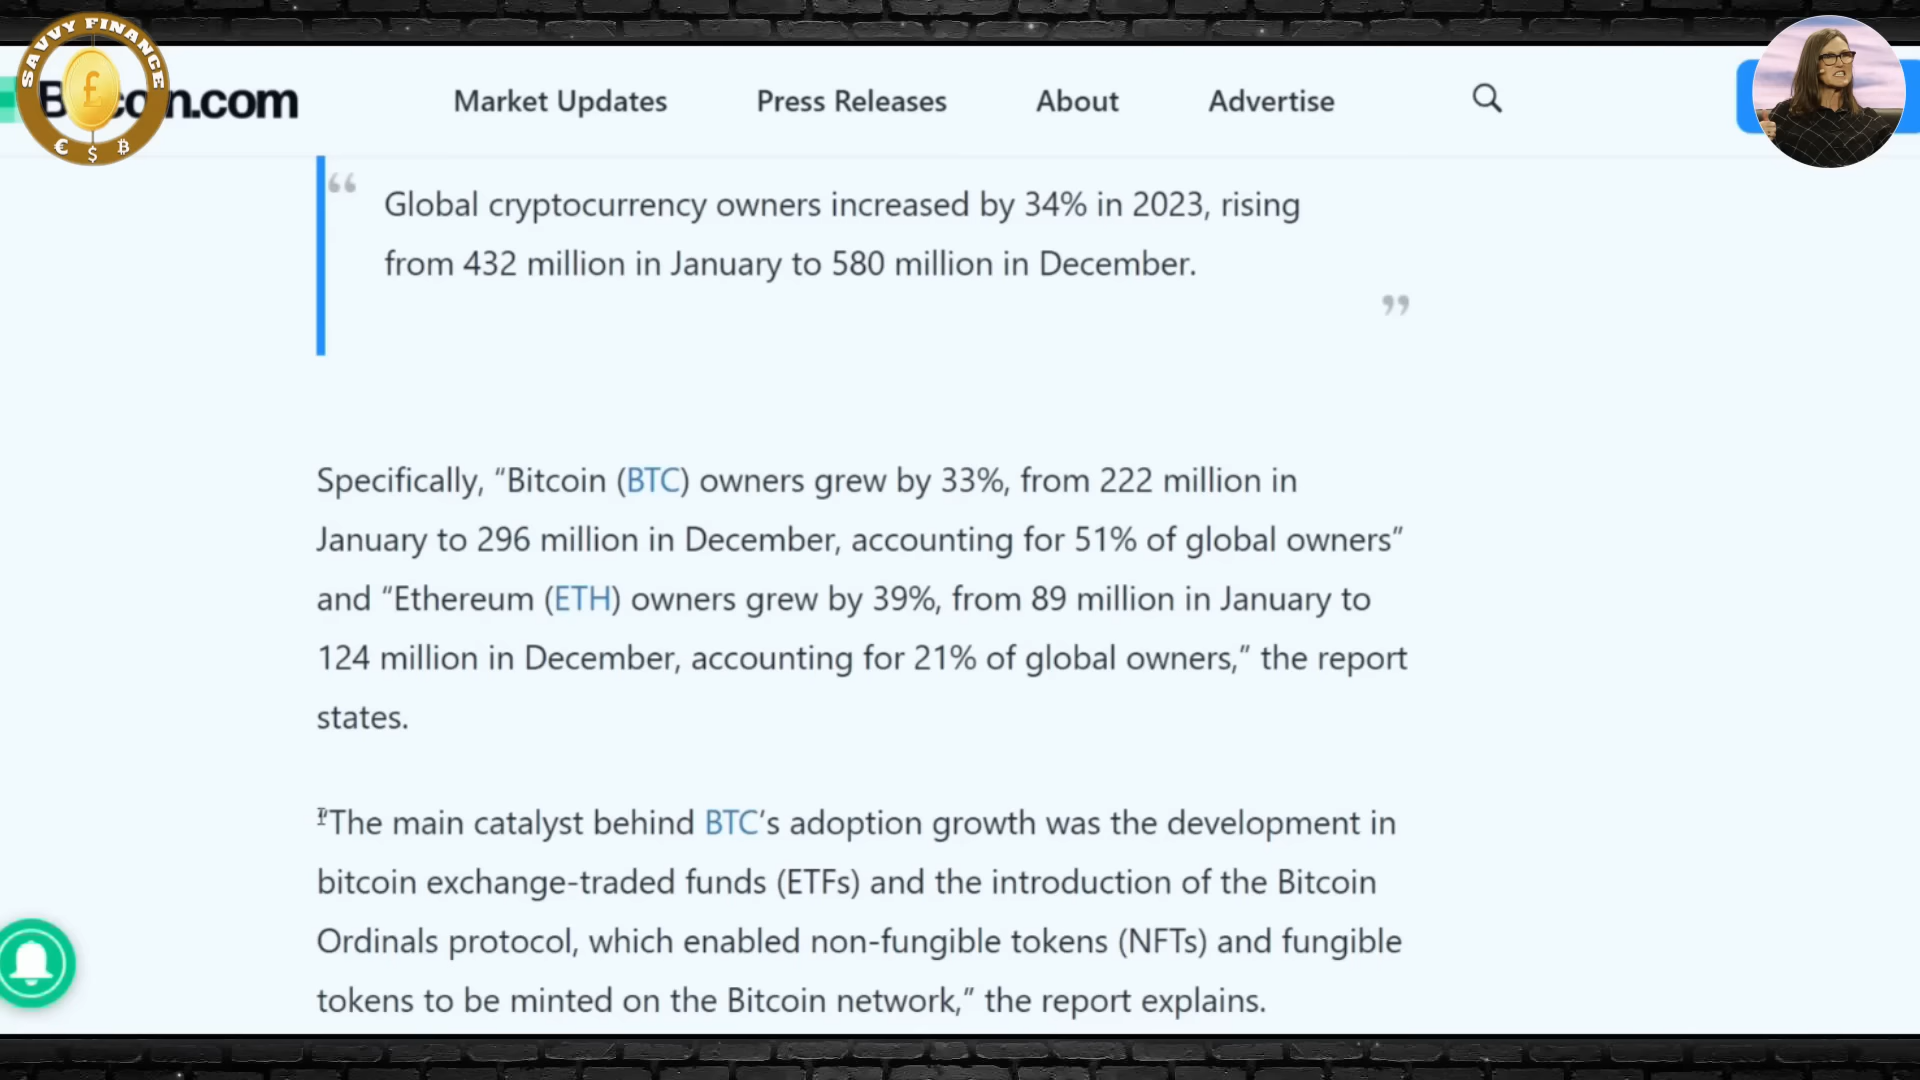 SAVVY FINANCE
£
€ $ ₿
B
co
n.com
Market Updates
Press Releases
About
Advertise
“
Global cryptocurrency owners increased by 34% in 2023, rising
from 432 million in January to 580 million in December.
”
Specifically, “Bitcoin (BTC) owners grew by 33%, from 222 million in
January to 296 million in December, accounting for 51% of global owners”
and “Ethereum (ETH) owners grew by 39%, from 89 million in January to
124 million in December, accounting for 21% of global owners,” the report
states.
“The main catalyst behind BTC’s adoption growth was the development in
bitcoin exchange-traded funds (ETFs) and the introduction of the Bitcoin
Ordinals protocol, which enabled non-fungible tokens (NFTs) and fungible
tokens to be minted on the Bitcoin network,” the report explains.